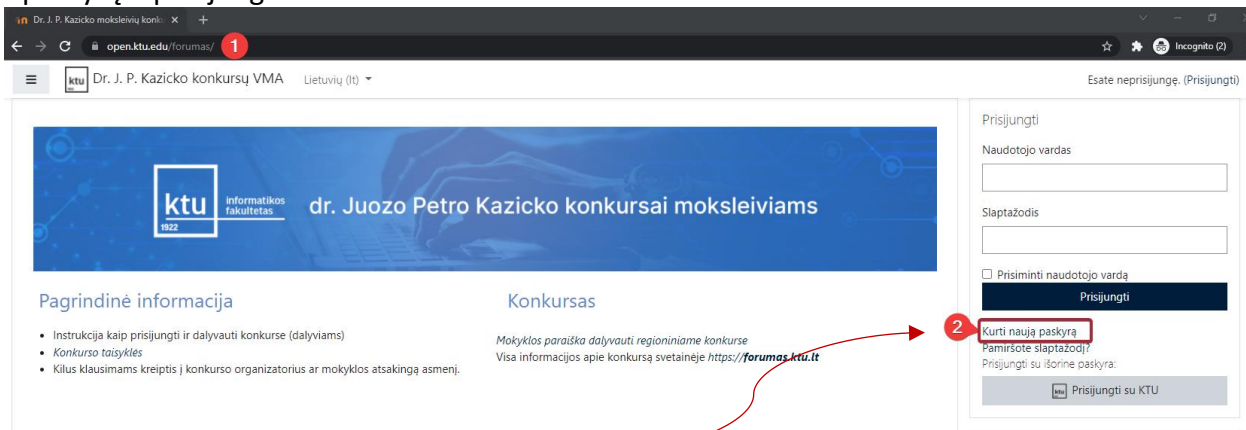 Dr. J. P. Kazicko moksleivių konku
open.ktu.edu/forumas/
1
Incognito (2)
ktu
Dr. J. P. Kazicko konkursų VMA
Lietuvių (lt)
Esate neprisijungę. (Prisijungti)
ktu
1922
informatikos
fakultetas
dr. Juozo Petro Kazicko konkursai moksleiviams
Pagrindinė informacija
• Instrukcija kaip prisijungti ir dalyvauti konkurse (dalyviams)
• Konkurso taisyklės
• Kilus klausimams kreiptis į konkurso organizatorius ar mokyklos atsakingą asmenį.
Konkursas
Mokyklos paraiška dalyvauti regioniniame konkurse
Visa informacijos apie konkursą svetainėje https://forumas.ktu.lt
Prisijungti
Naudotojo vardas
Slaptažodis
Prisiminti naudotojo vardą
Prisijungti
2
Kurti naują paskyrą
Pamiršote slaptažodį?
Prisijungti su išorine paskyra:
ktu
Prisijungti su KTU